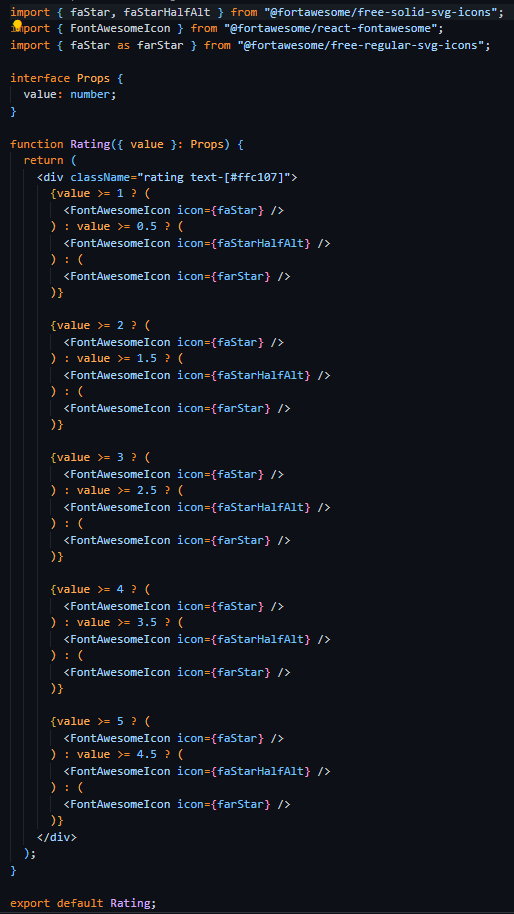 import { faStar, faStarHalfAlt } from "@fortawesome/free-solid-svg-icons";
import { FontAwesomeIcon } from "@fortawesome/react-fontawesome";
import { faStar as farStar } from "@fortawesome/free-regular-svg-icons";

interface Props {
  value: number;
}

function Rating({ value }: Props) {
  return (
    <div className="rating text-[#ffc107]">
      {value >= 1 ? (
        <FontAwesomeIcon icon={faStar} />
      ) : value >= 0.5 ? (
        <FontAwesomeIcon icon={faStarHalfAlt} />
      ) : (
        <FontAwesomeIcon icon={farStar} />
      )}

      {value >= 2 ? (
        <FontAwesomeIcon icon={faStar} />
      ) : value >= 1.5 ? (
        <FontAwesomeIcon icon={faStarHalfAlt} />
      ) : (
        <FontAwesomeIcon icon={farStar} />
      )}

      {value >= 3 ? (
        <FontAwesomeIcon icon={faStar} />
      ) : value >= 2.5 ? (
        <FontAwesomeIcon icon={faStarHalfAlt} />
      ) : (
        <FontAwesomeIcon icon={farStar} />
      )}

      {value >= 4 ? (
        <FontAwesomeIcon icon={faStar} />
      ) : value >= 3.5 ? (
        <FontAwesomeIcon icon={faStarHalfAlt} />
      ) : (
        <FontAwesomeIcon icon={farStar} />
      )}

      {value >= 5 ? (
        <FontAwesomeIcon icon={faStar} />
      ) : value >= 4.5 ? (
        <FontAwesomeIcon icon={faStarHalfAlt} />
      ) : (
        <FontAwesomeIcon icon={farStar} />
      )}
    </div>
  );
}

export default Rating;